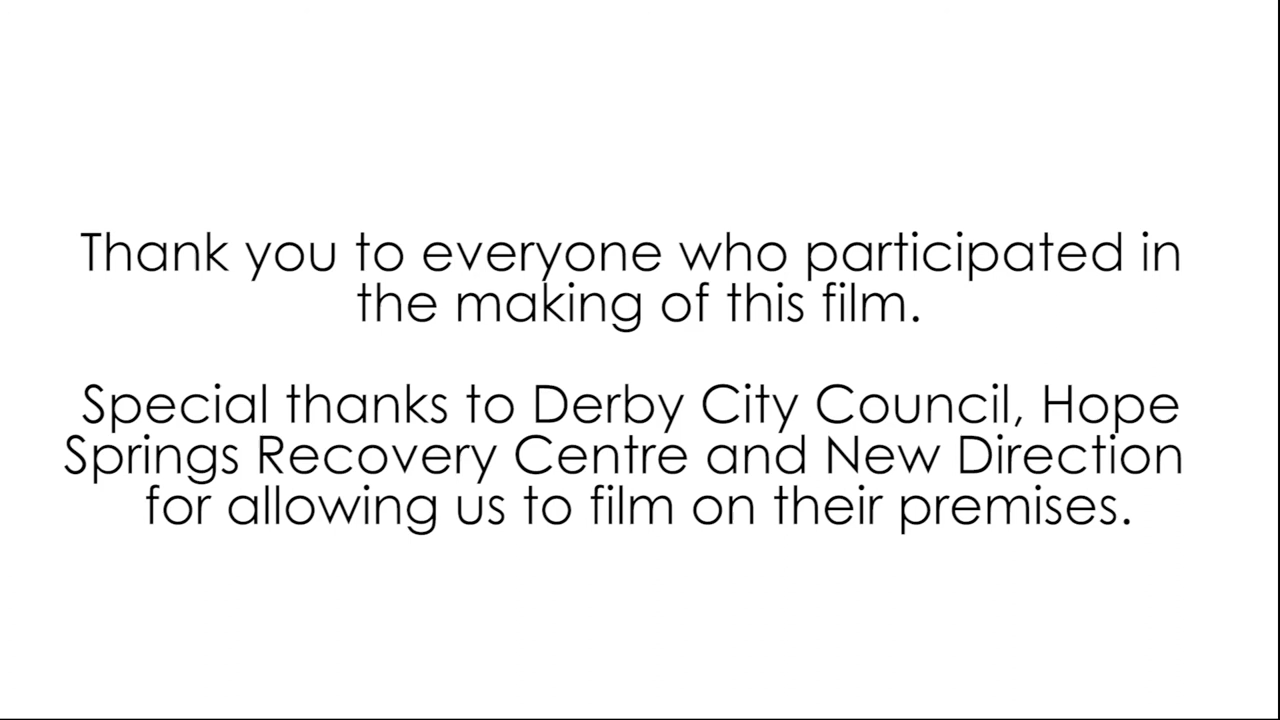 Thank you to everyone who participated in
the making of this film.
Special thanks to Derby City Council, Hope
Springs Recovery Centre and New Direction
for allowing us to film on their premises.